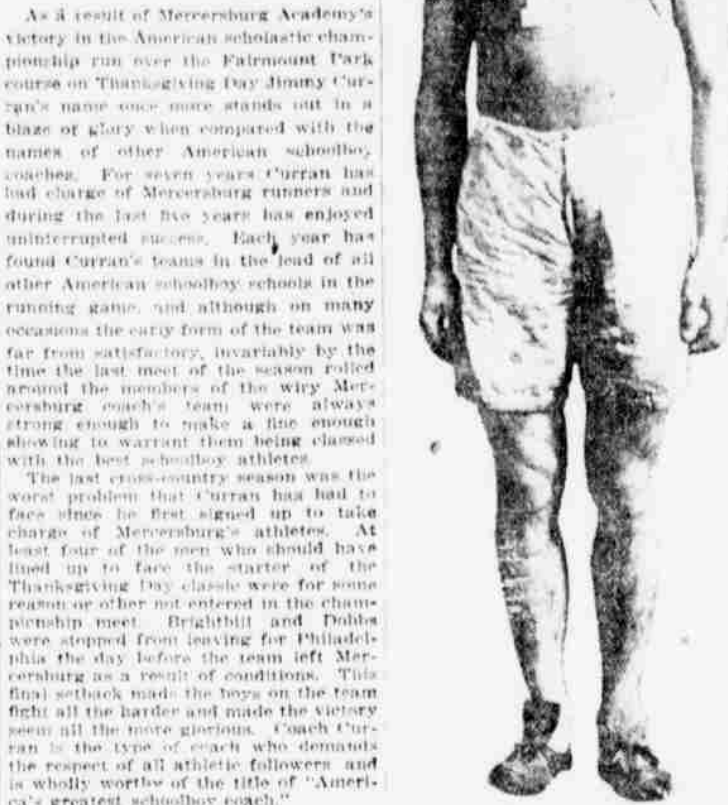 As a result of Mercersburg Academy's
victory in the American scholastic cham-
pionship run over the Fairmount Park
course on Thanksgiving Day Jimmy Cur-
ran's name once more stands out in a
blaze of glory when compared with the
names of other American schoolboy
coaches. For seven years Curran has
had charge of Mercersburg runners and
during the last five years has enjoyed
uninterrupted success. Each year has
found Curran's teams in the lead of all
other American schoolboy schools in the
running game, and although on many
occasions the early form of the team was
far from satisfactory, invariably by the
time the last meet of the season rolled
around the members of the wiry Mer-
cersburg coach's team were always
strong enough to make a fine enough
showing to warrant them being classed
with the best schoolboy athletes.
The last cross-country season was the
worst problem that Curran has had to
face since he first signed up to take
charge of Mercersburg's athletes. At
least four of the men who should have
lined up to face the starter of the
Thanksgiving Day classic were for some
reason or other not entered in the cham-
pionship meet. Brightbill and Dobbs
were stopped from leaving for Philadel-
phia the day before the team left Mer-
cersburg as a result of conditions. This
final setback made the boys on the team
fight all the harder and made the victory
seem all the more glorious. Coach Cur-
ran is the type of coach who demands
the respect of all athletic followers and
is wholly worthy of the title of "Ameri-
ca's greatest schoolboy coach."